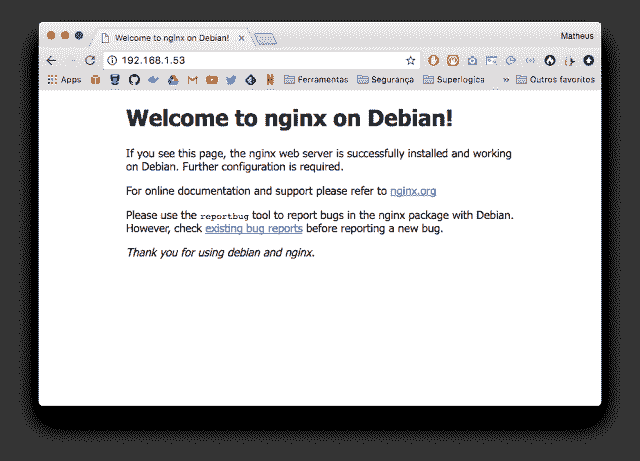 Welcome to nginx on Debian!
Matheus
192.168.1.53
Apps
Ferramentas
Segurança
Superlogica
»
Outros favoritos
Welcome to nginx on Debian!
If you see this page, the nginx web server is successfully installed and working
on Debian. Further configuration is required.
For online documentation and support please refer to nginx.org
Please use the reportbug tool to report bugs in the nginx package with Debian.
However, check existing bug reports before reporting a new bug.
Thank you for using debian and nginx.